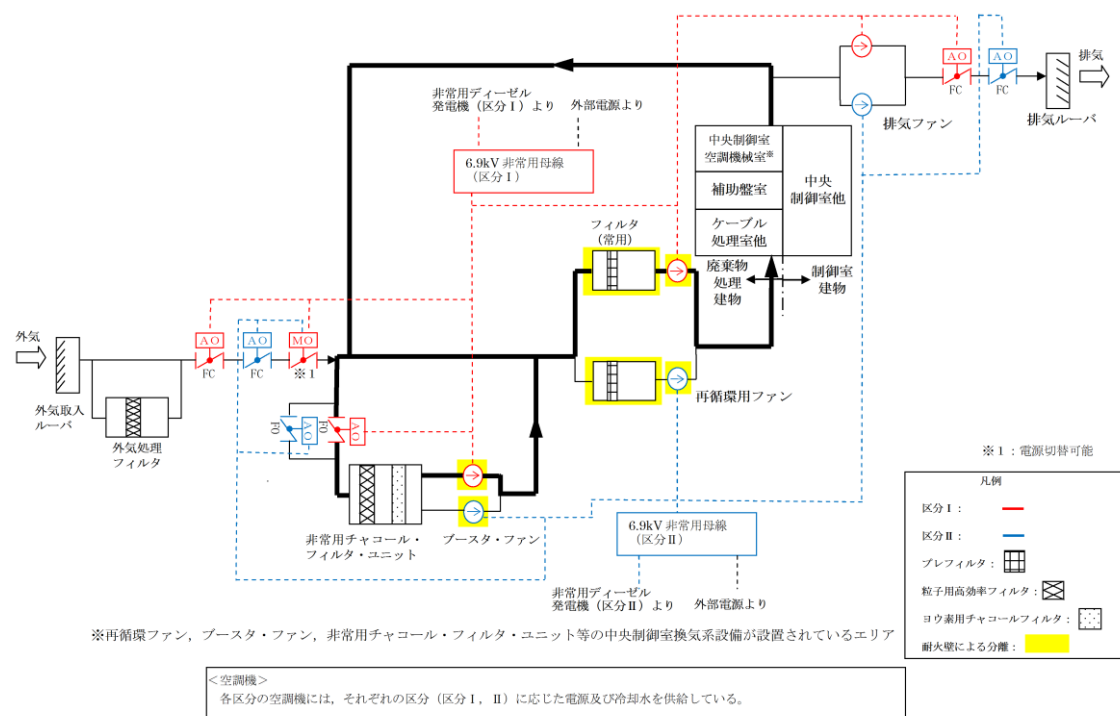 排気
AO
AO
FC
FC
排気ファン
排気ルーバ
非常用ディーゼル
発電機（区分Ⅰ）より
外部電源より
6.9kV 非常用母線
（区分Ⅰ）
中央制御室
空調機械室※
補助盤室
ケーブル
処理室他
中央
制御室他
フィルタ
（常用）
廃棄物
処理
建物
制御室
建物
外気
AO
AO
MO
FC
FC
※１
外気取入
ルーバ
外気処理
フィルタ
FO
AO
FO
AO
再循環用ファン
非常用チャコール・
フィルタ・ユニット
ブースタ・ファン
6.9kV 非常用母線
（区分Ⅱ）
非常用ディーゼル
発電機（区分Ⅱ）より
外部電源より
※１：電源切替可能
凡例
区分Ⅰ：
区分Ⅱ：
プレフィルタ：
粒子用高効率フィルタ：
ヨウ素用チャコールフィルタ：
耐火壁による分離：
※再循環ファン，ブースタ・ファン，非常用チャコール・フィルタ・ユニット等の中央制御室換気系設備が設置されているエリア
＜空調機＞
各区分の空調機には，それぞれの区分（区分Ⅰ，Ⅱ）に応じた電源及び冷却水を供給している。